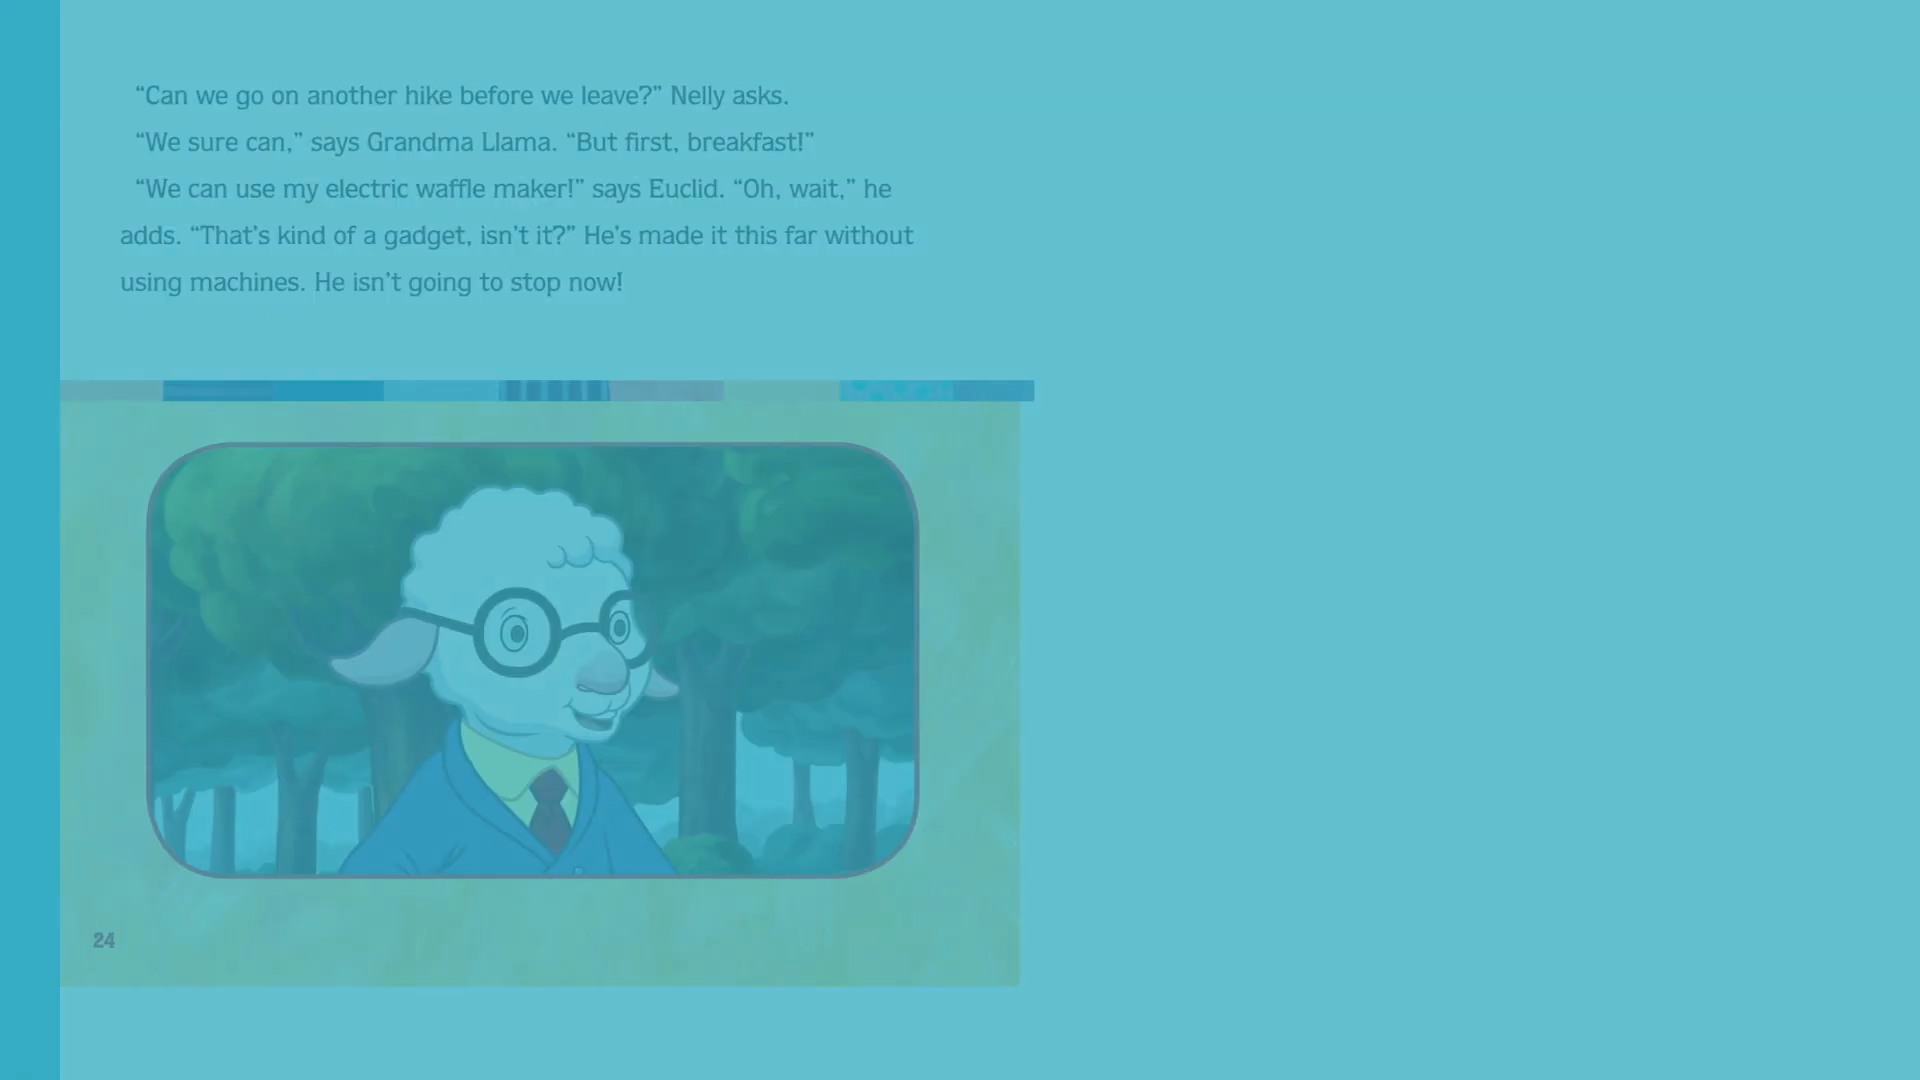 “Can we go on another hike before we leave?” Nelly asks.
“We sure can,” says Grandma Llama. “But first, breakfast!”
“We can use my electric waffle maker!” says Euclid. “Oh, wait,” he
adds. “That’s kind of a gadget, isn’t it?” He’s made it this far without
using machines. He isn’t going to stop now!
24